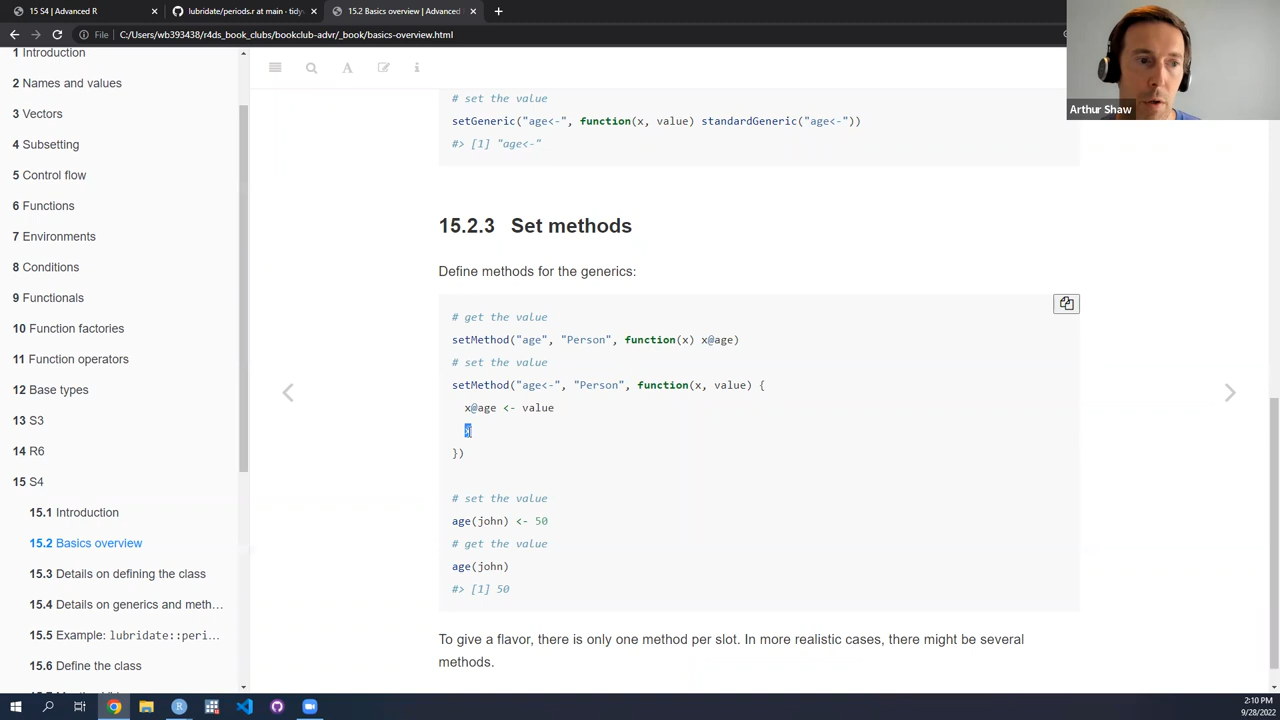 15 S4 | Advanced R
lubridate/periods.r at main · tidy
15.2 Basics overview | Advanced R
File
C:/Users/wb393438/r4ds_book_clubs/bookclub-advr/_book/basics-overview.html
1 Introduction
2 Names and values
3 Vectors
4 Subsetting
5 Control flow
6 Functions
7 Environments
8 Conditions
9 Functionals
10 Function factories
11 Function operators
12 Base types
13 S3
14 R6
15 S4
15.1 Introduction
15.2 Basics overview
15.3 Details on defining the class
15.4 Details on generics and meth…
15.5 Example: lubridate::peri…
15.6 Define the class
# set the value
setGeneric("age<-", function(x, value) standardGeneric("age<-"))
#> [1] "age<-"
15.2.3 Set methods
Define methods for the generics:
# get the value
setMethod("age", "Person", function(x) x@age)
# set the value
setMethod("age<-", "Person", function(x, value) {
x@age <- value
x
})
# set the value
age(john) <- 50
# get the value
age(john)
#> [1] 50
To give a flavor, there is only one method per slot. In more realistic cases, there might be several
methods.
Arthur Shaw
2:10 PM
9/28/2022